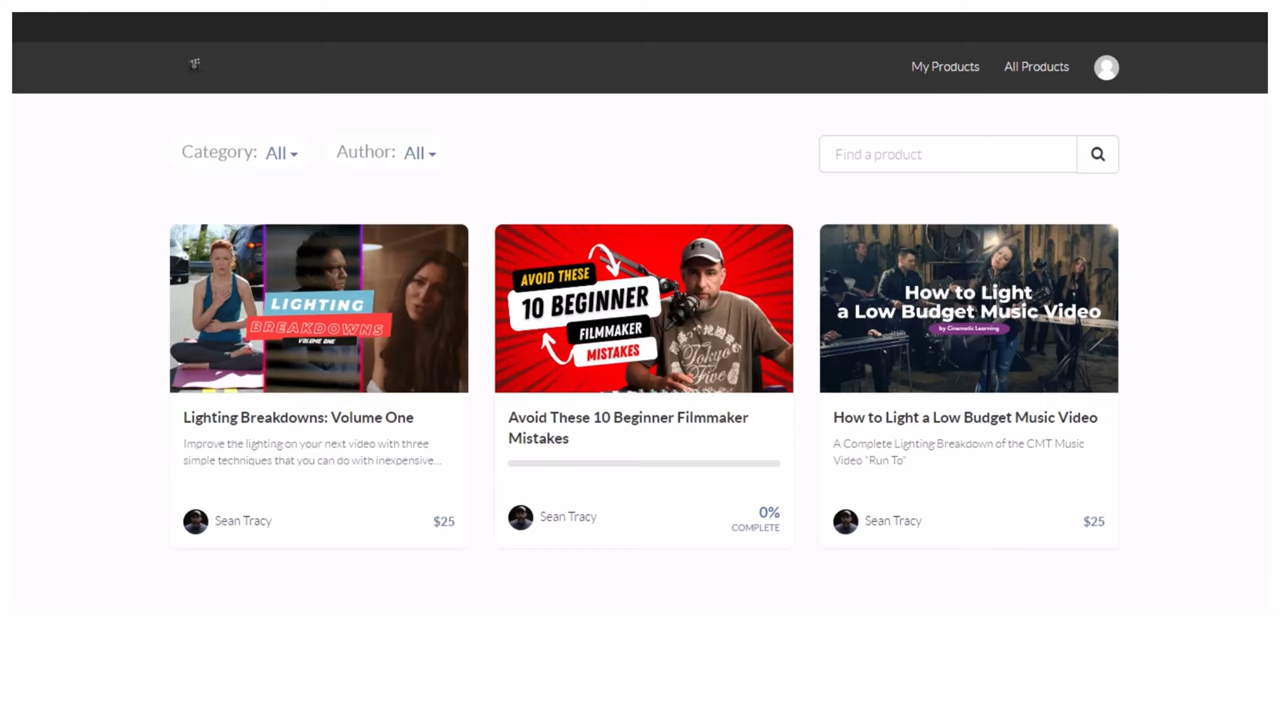 My Products All Products
Category: All Author: All
Find a product
LIGHTING
BREAKDOWNS
VOLUME ONE
AVOID THESE
10 BEGINNER
FILMMAKER
MISTAKES
Tokyo
Five
How to Light
a Low Budget Music Video
by Cinematic Learning
Lighting Breakdowns: Volume One
Improve the lighting on your next video with three
simple techniques that you can do with inexpensive...
Sean Tracy $25
Avoid These 10 Beginner Filmmaker
Mistakes
Sean Tracy 0%
COMPLETE
How to Light a Low Budget Music Video
A Complete Lighting Breakdown of the CMT Music
Video "Run To"
Sean Tracy $25